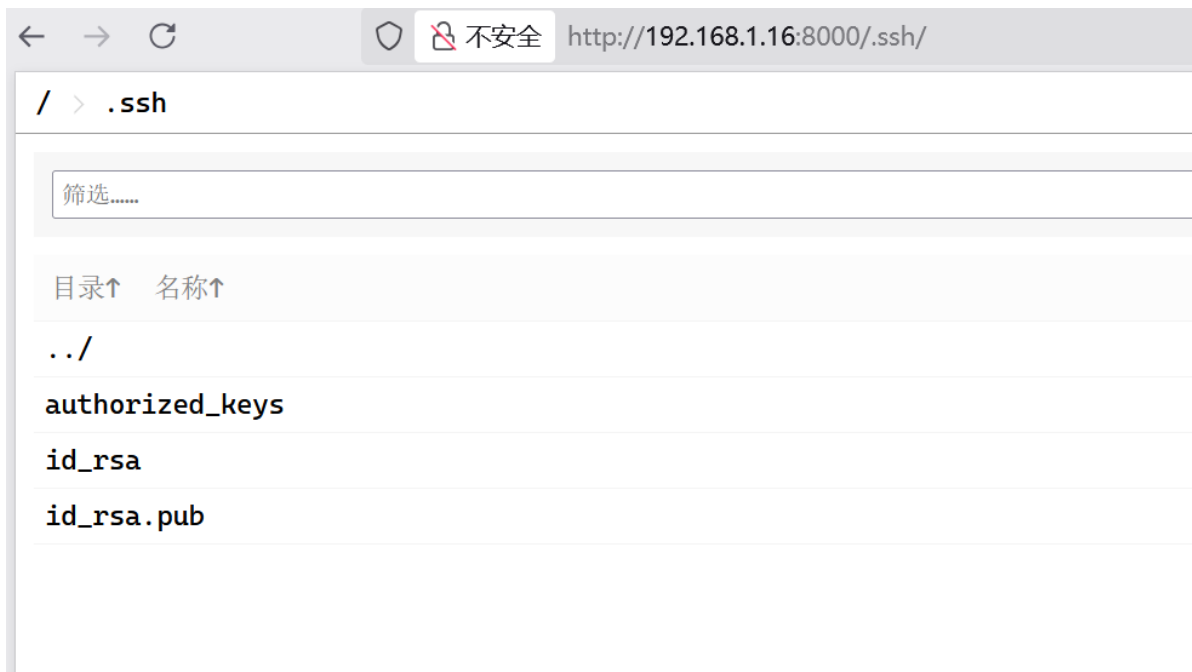 不安全 http://192.168.1.16:8000/.ssh/
/ > .ssh
筛选……
目录↑ 名称↑
../
authorized_keys
id_rsa
id_rsa.pub